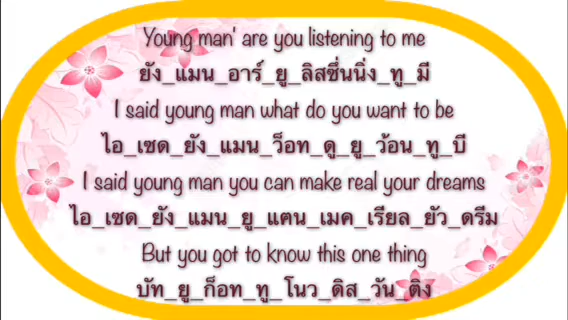 Young man' are you listening to me
ยัง_แมน_อาร์_ยู_ลิสซึ่นนิ่ง_ทู_มี
I said young man what do you want to be
ไอ_เซด_ยัง_แมน_ว็อท_ดู_ยู_ว้อน_ทู_บี
I said young man you can make real your dreams
ไอ_เซด_ยัง_แมน_ยู_แคน_เมค_เรียล_ยัว_ดรีม
But you got to know this one thing
บัท_ยู_ก็อท_ทู_โนว_ดิส_วัน_ติง